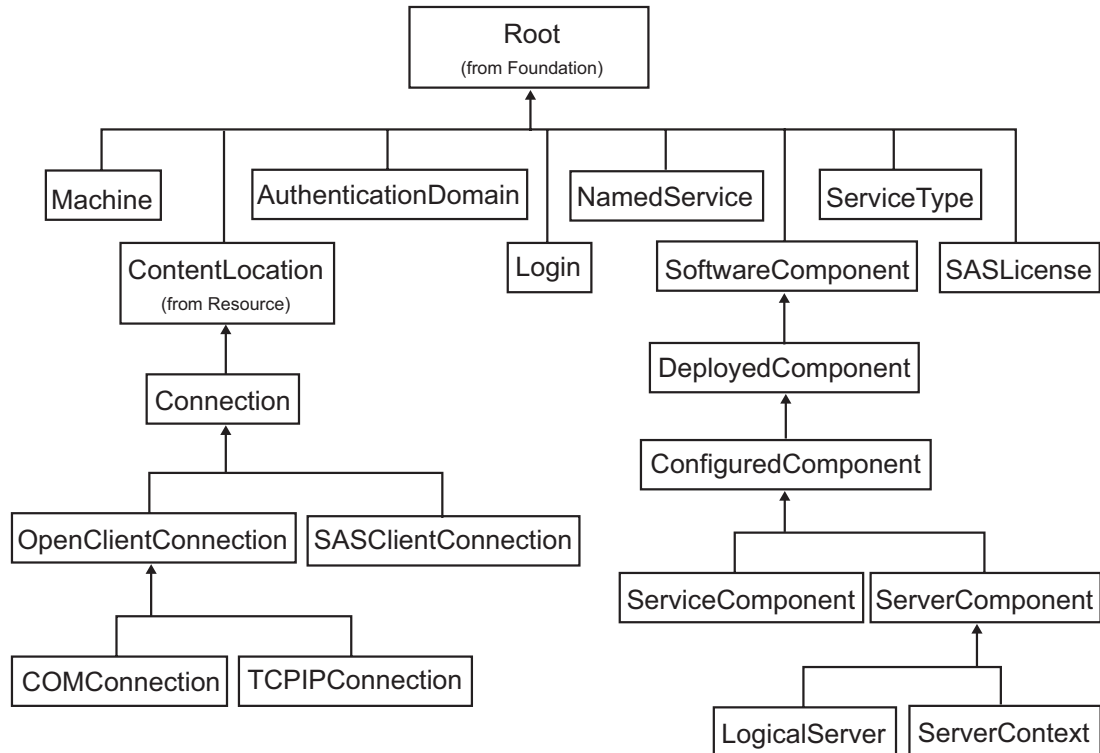 Root
(from Foundation)
Machine
AuthenticationDomain
NamedService
ServiceType
ContentLocation
(from Resource)
Login
SoftwareComponent
SASLicense
DeployedComponent
Connection
ConfiguredComponent
OpenClientConnection
SASClientConnection
ServiceComponent
ServerComponent
COMConnection
TCPIPConnection
LogicalServer
ServerContext